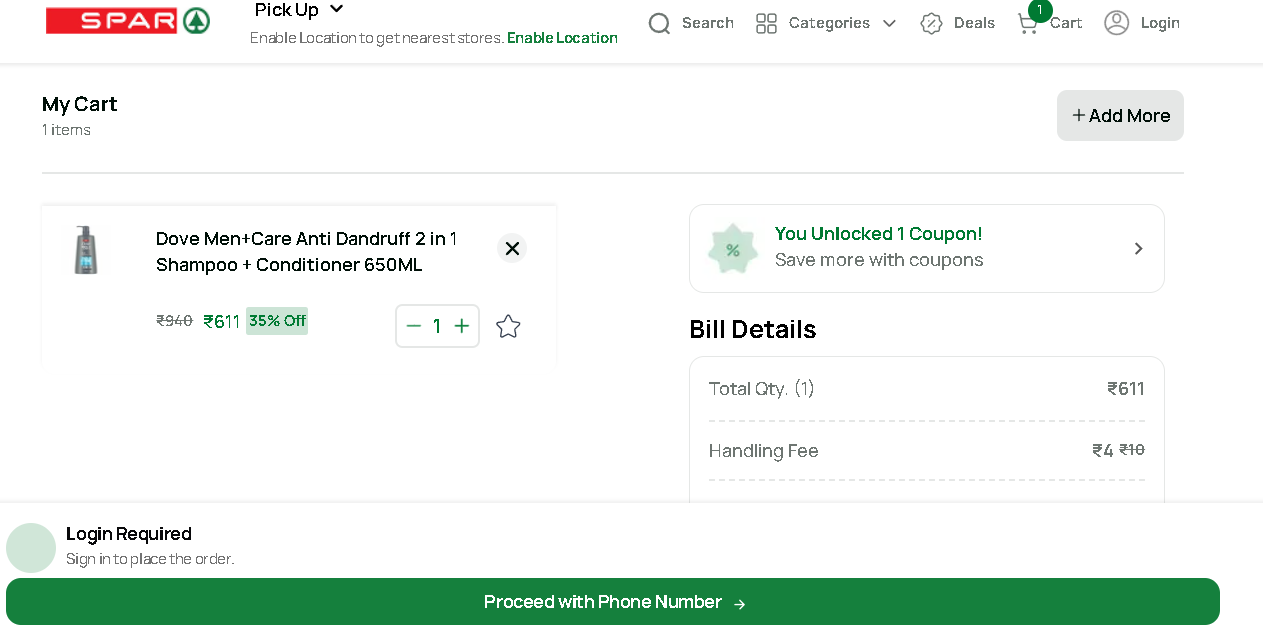 SPAR
Pick Up
Enable Location to get nearest stores. Enable Location
Search
Categories
Deals
1
Cart
Login
My Cart
1 items
+ Add More
Dove Men+Care Anti Dandruff 2 in 1
Shampoo + Conditioner 650ML
₹940 ₹611 35% Off
− 1 +
%
You Unlocked 1 Coupon!
Save more with coupons
Bill Details
Total Qty. (1) ₹611
Handling Fee ₹4 ₹10
Login Required
Sign in to place the order.
Proceed with Phone Number →